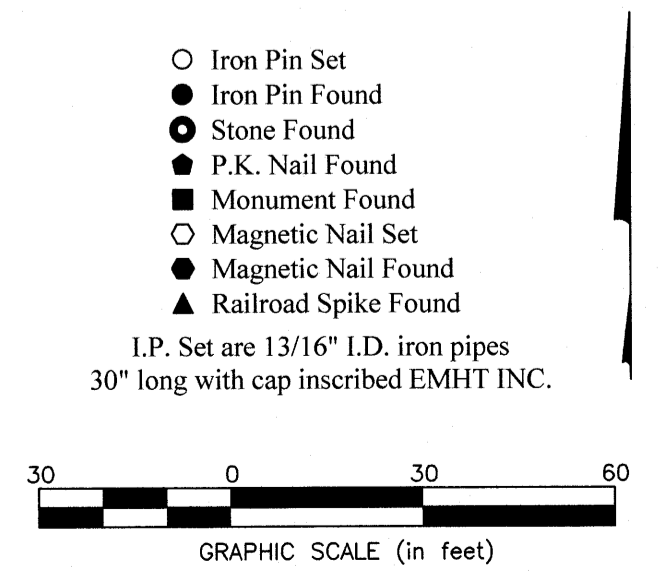 Iron Pin Set
Iron Pin Found
Stone Found
P.K. Nail Found
Monument Found
Magnetic Nail Set
Magnetic Nail Found
Railroad Spike Found
I.P. Set are 13/16" I.D. iron pipes
30" long with cap inscribed EMHT INC.
30 0 30 60
GRAPHIC SCALE (in feet)